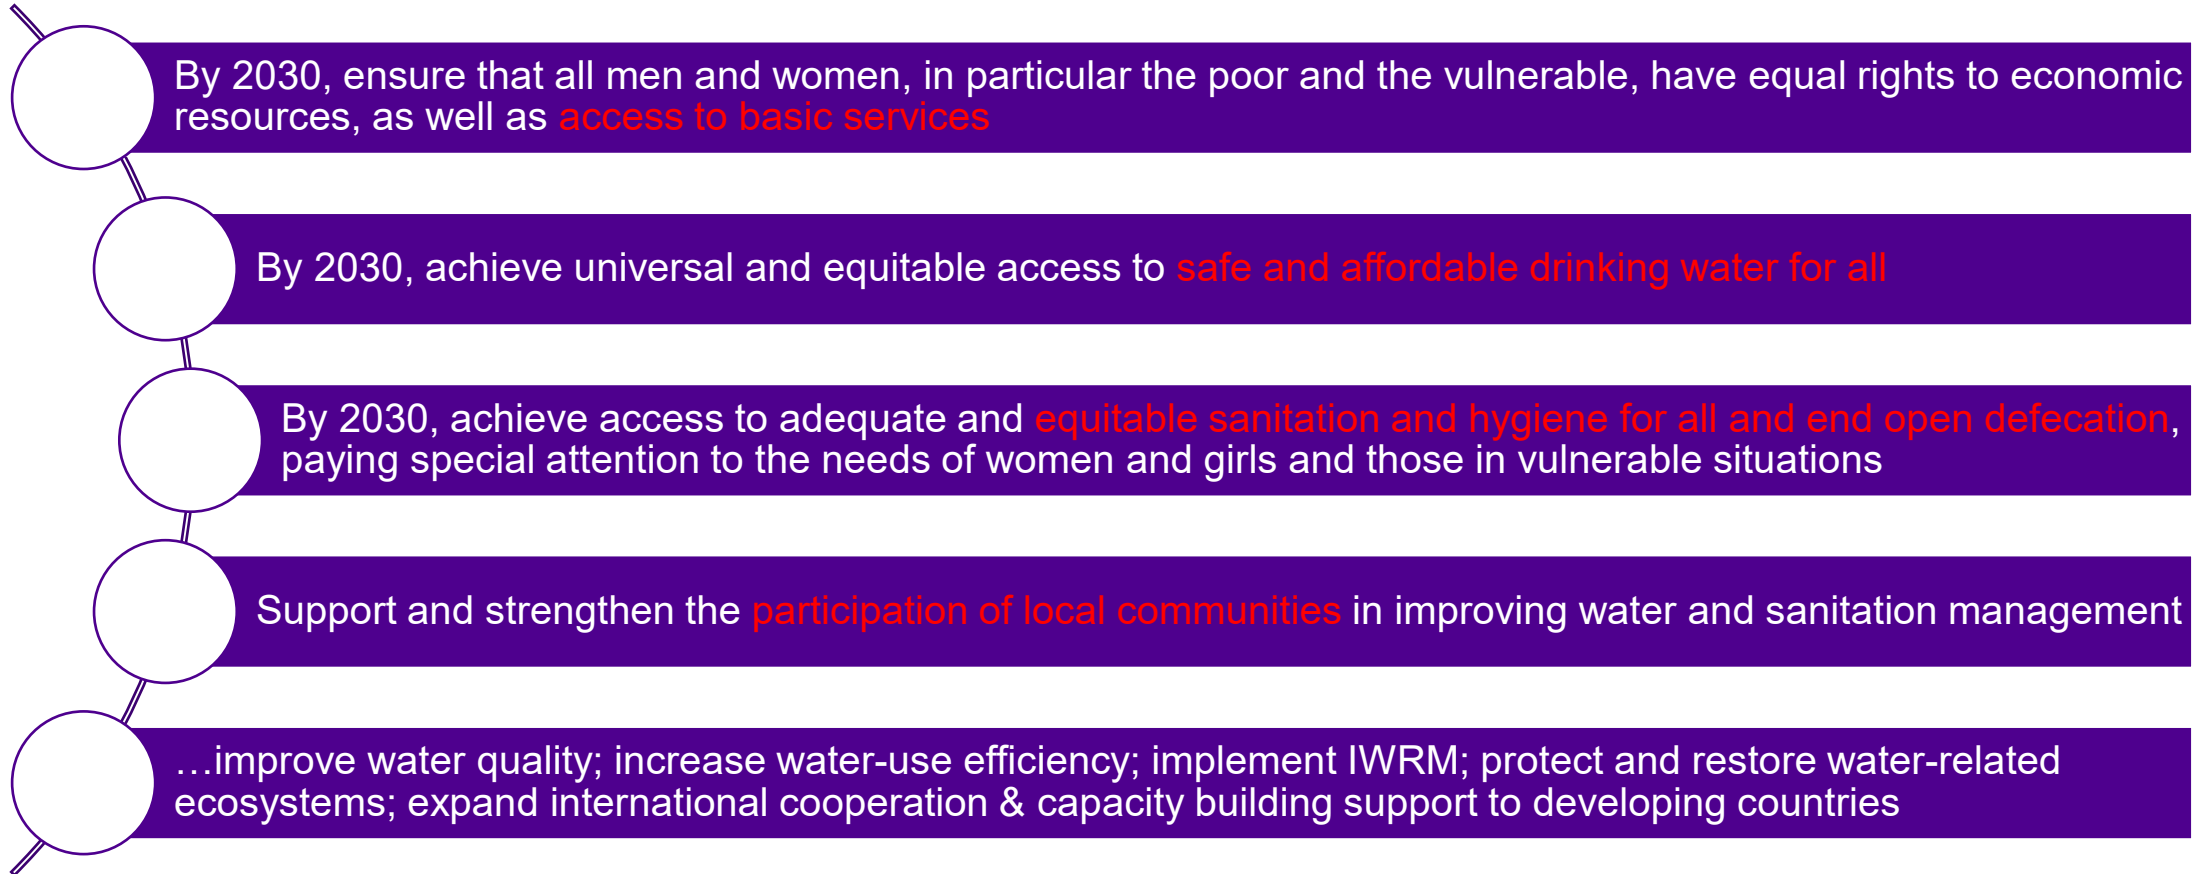 By 2030, ensure that all men and women, in particular the poor and the vulnerable, have equal rights to economic
resources, as well as access to basic services
By 2030, achieve universal and equitable access to safe and affordable drinking water for all
By 2030, achieve access to adequate and equitable sanitation and hygiene for all and end open defecation,
paying special attention to the needs of women and girls and those in vulnerable situations
Support and strengthen the participation of local communities in improving water and sanitation management
…improve water quality; increase water-use efficiency; implement IWRM; protect and restore water-related
ecosystems; expand international cooperation & capacity building support to developing countries